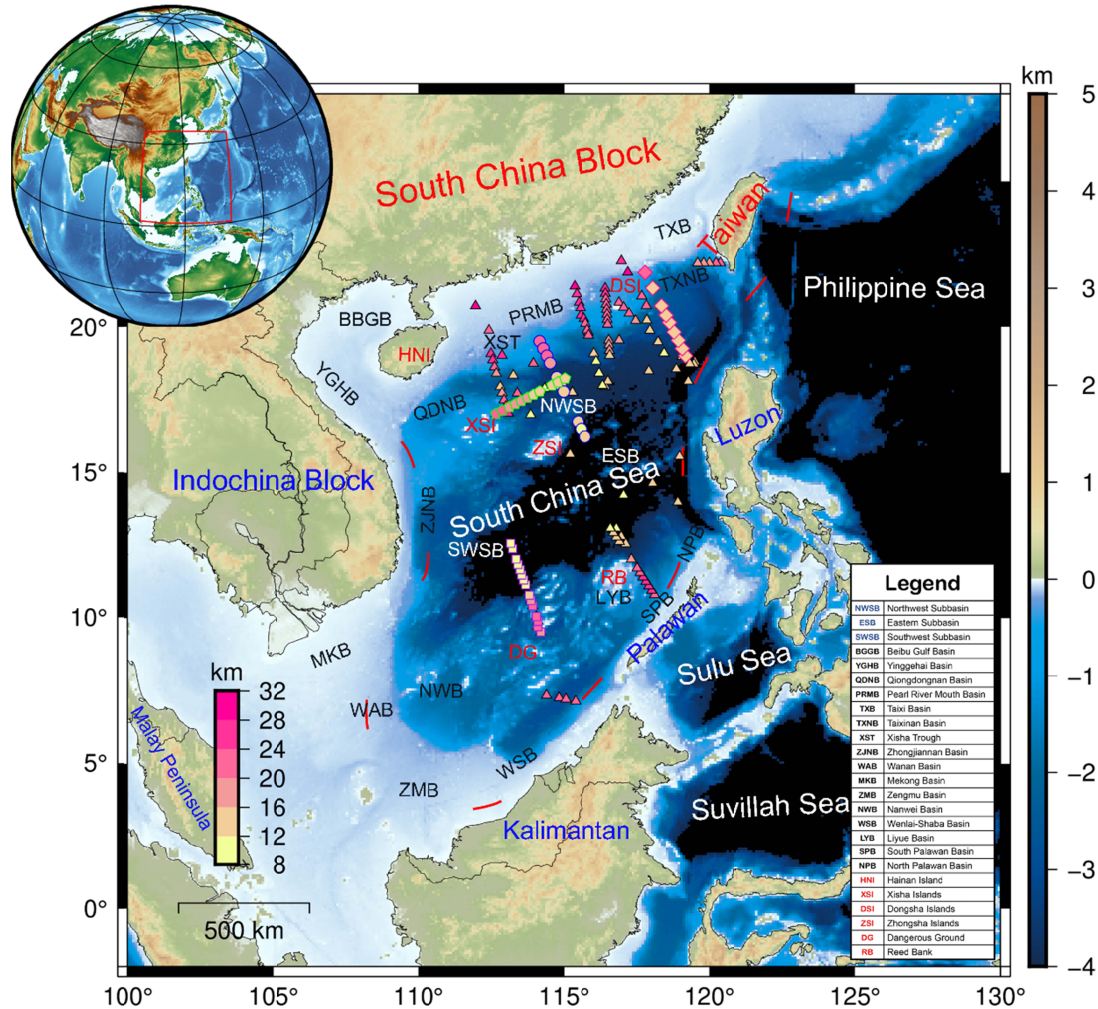 km
5
4
3
2
1
0
−1
−2
−3
−4
South China Block
Taiwan
TXB
TXNB
DSI
Philippine Sea
20°
BBGB
PRMB
HNI
XST
YGHB
QDNB
XSI
NWSB
Luzon
ZSI
ESB
15°
Indochina Block
ZJNB
South China Sea
SWSB
NPB
RB
LYB
SPB
10°
Palawan
MKB
DG
Sulu Sea
NWB
WAB
km
32
28
24
20
16
12
8
Malay Peninsula
5°
WSB
ZMB
Kalimantan
Suvillah Sea
0°
500 km
100°
105°
110°
115°
120°
125°
130°
Legend
NWSB Northwest Subbasin
ESB Eastern Subbasin
SWSB Southwest Subbasin
BGGB Beibu Gulf Basin
YGHB Yinggehai Basin
QDNB Qiongdongnan Basin
PRMB Pearl River Mouth Basin
TXB Taixi Basin
TXNB Taixinan Basin
XST Xisha Trough
ZJNB Zhongjiannan Basin
WAB Wanan Basin
MKB Mekong Basin
ZMB Zengmu Basin
NWB Nanwei Basin
WSB Wenlai-Shaba Basin
LYB Liyue Basin
SPB South Palawan Basin
NPB North Palawan Basin
HNI Hainan Island
XSI Xisha Islands
DSI Dongsha Islands
ZSI Zhongsha Islands
DG Dangerous Ground
RB Reed Bank